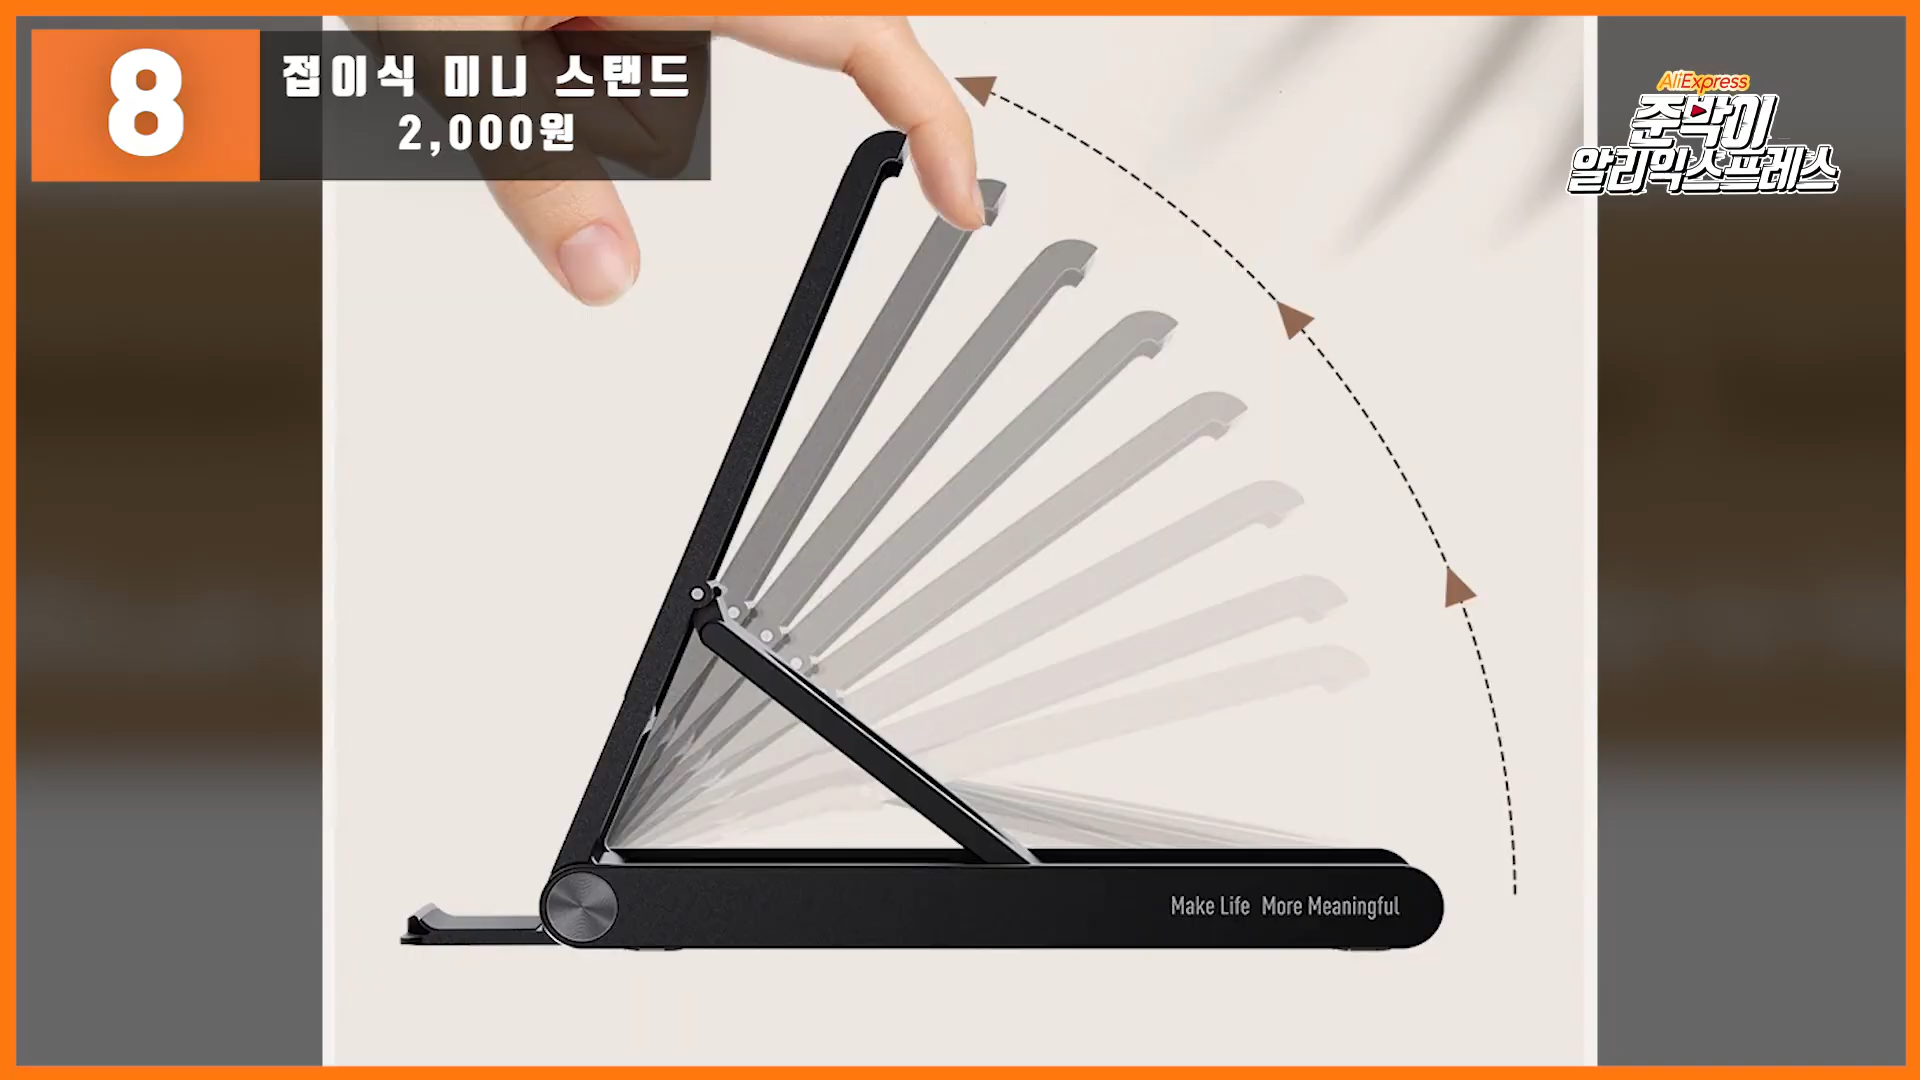 8
접이식 미니 스탠드
2,000원
AliExpress
준박이
알리익스프레스
Make Life More Meaningful